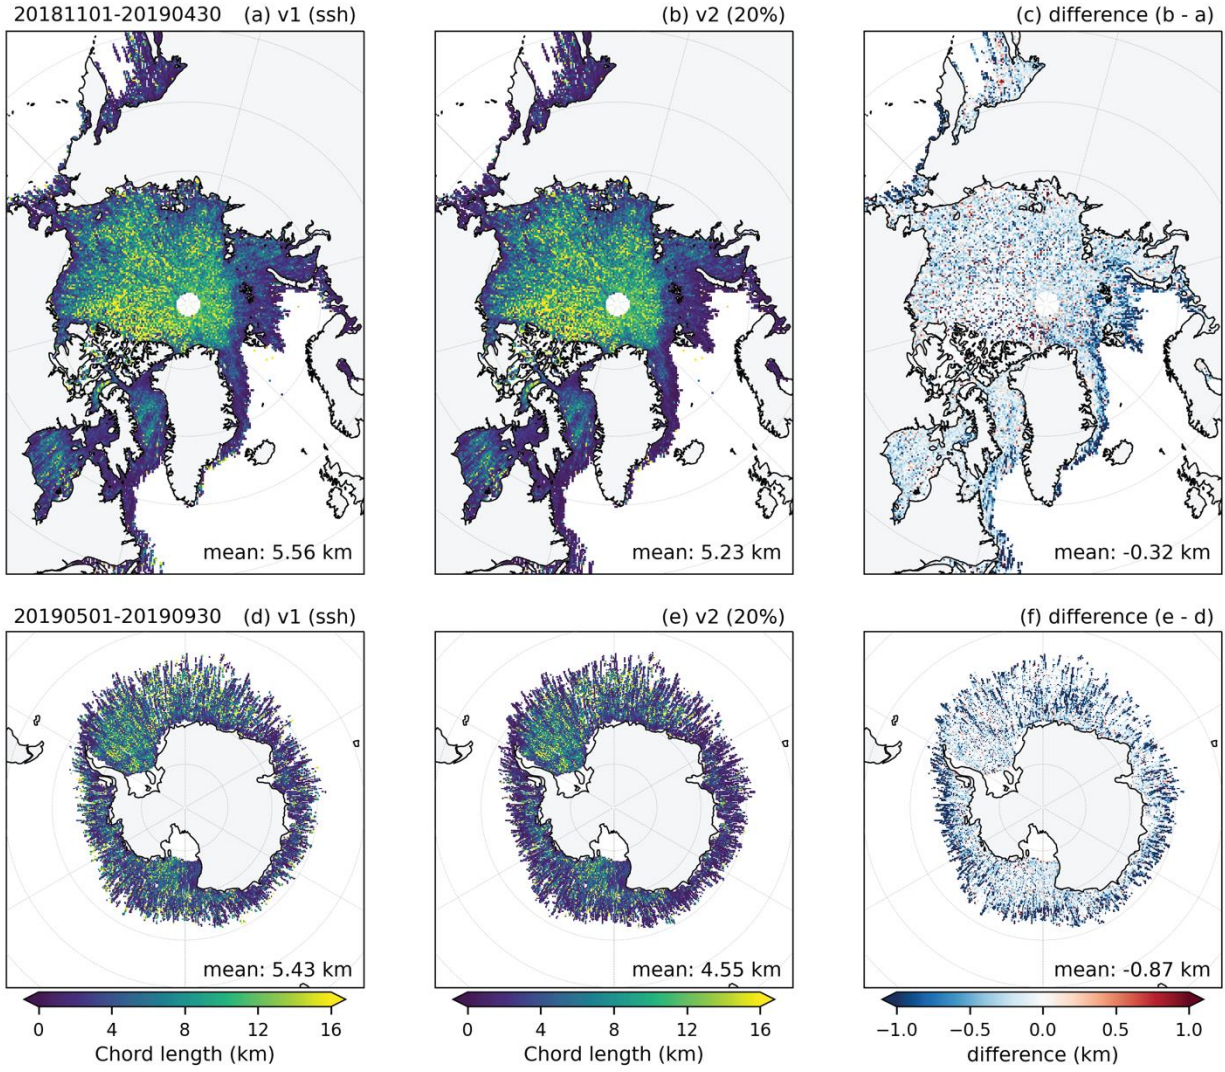 20181101-20190430 (a) v1 (ssh)
(b) v2 (20%)
(c) difference (b - a)
mean: 5.56 km
mean: 5.23 km
mean: -0.32 km
20190501-20190930 (d) v1 (ssh)
(e) v2 (20%)
(f) difference (e - d)
mean: 5.43 km
mean: 4.55 km
mean: -0.87 km
0 4 8 12 16
Chord length (km)
0 4 8 12 16
Chord length (km)
−1.0 −0.5 0.0 0.5 1.0
difference (km)